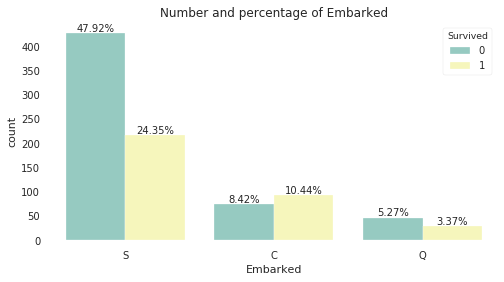 Number and percentage of Embarked
Survived
0
1
count
400
350
300
250
200
150
100
50
0
47.92%
24.35%
8.42%
10.44%
5.27%
3.37%
S
C
Q
Embarked